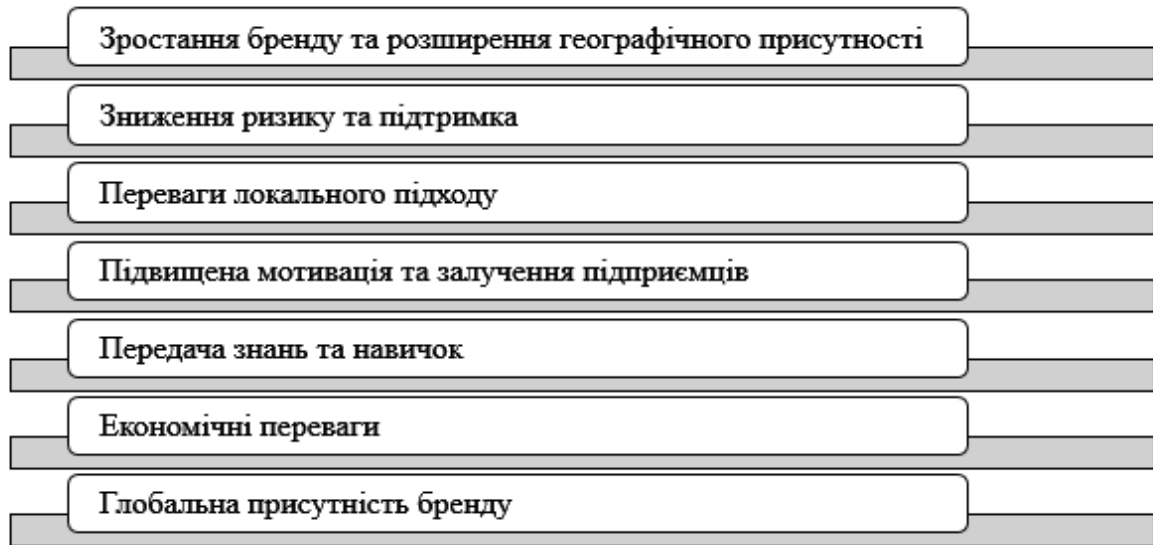 Зростання бренду та розширення географічного присутності
Зниження ризику та підтримка
Переваги локального підходу
Підвищена мотивація та залучення підприємців
Передача знань та навичок
Економічні переваги
Глобальна присутність бренду